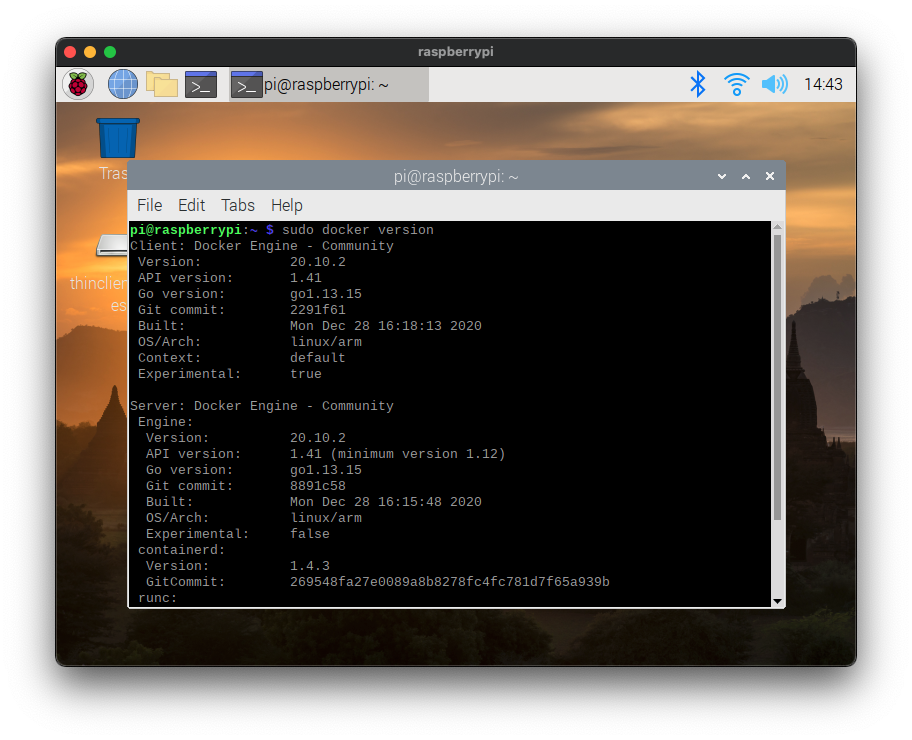 raspberrypi
pi@raspberrypi: ~
14:43
pi@raspberrypi: ~
File Edit Tabs Help
pi@raspberrypi:~ $ sudo docker version
Client: Docker Engine - Community
Version: 20.10.2
API version: 1.41
Go version: go1.13.15
Git commit: 2291f61
Built: Mon Dec 28 16:18:13 2020
OS/Arch: linux/arm
Context: default
Experimental: true
Server: Docker Engine - Community
Engine:
Version: 20.10.2
API version: 1.41 (minimum version 1.12)
Go version: go1.13.15
Git commit: 8891c58
Built: Mon Dec 28 16:15:48 2020
OS/Arch: linux/arm
Experimental: false
containerd:
Version: 1.4.3
GitCommit: 269548fa27e0089a8b8278fc4fc781d7f65a939b
runc:
Tras
thinclien
es